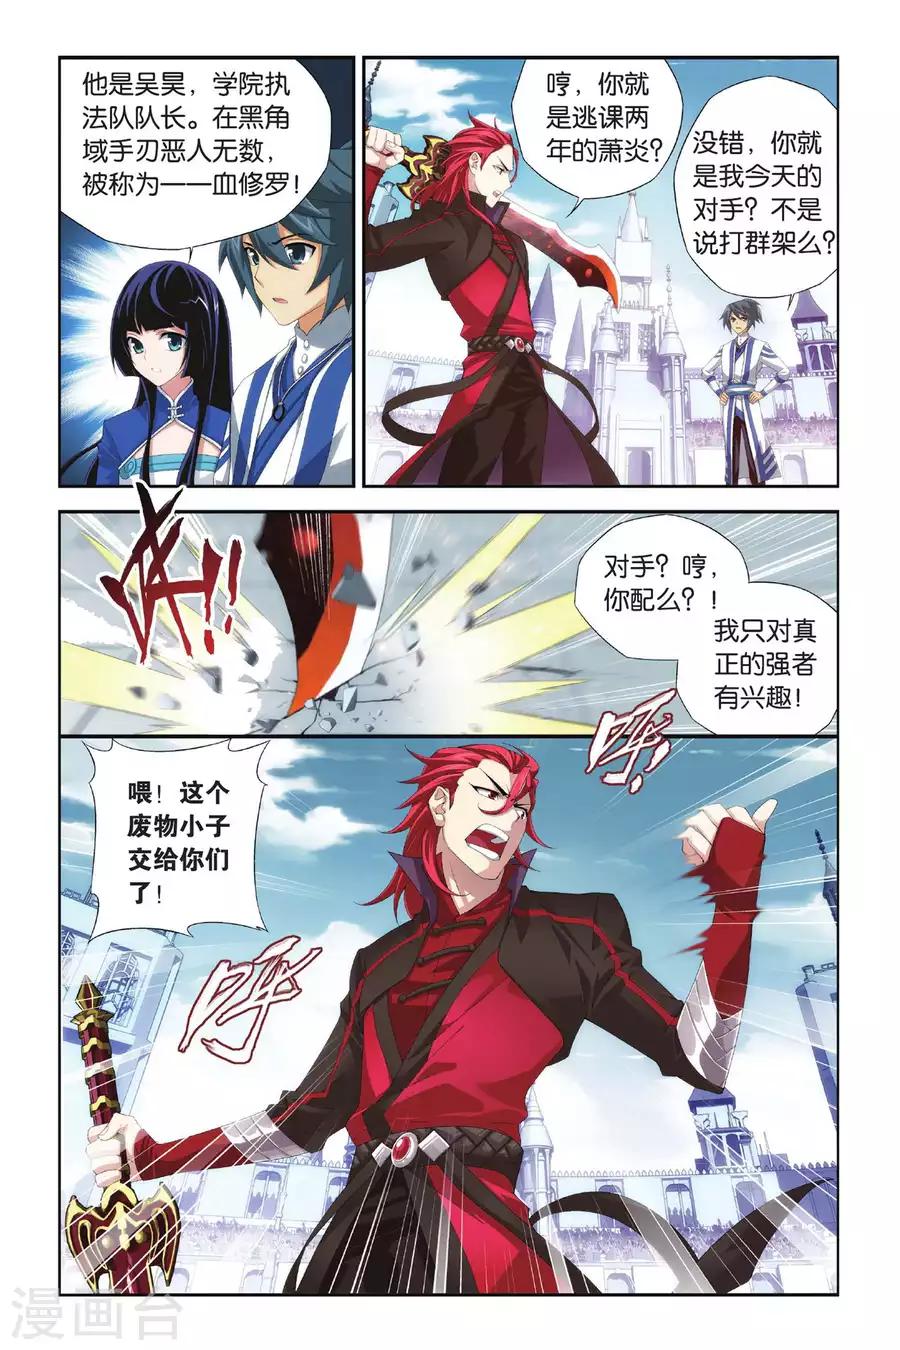 他是吴昊，学院执
法队队长。在黑角
域手刃恶人无数，
被称为——血修罗！
哼，你就
是逃课两
年的萧炎？
没错，你就
是我今天的
对手？不是
说打群架么？
对手？哼，
你配么？！
我只对真
正的强者
有兴趣！
呼！
喂！这个
废物小子
交给你们
了！
呼
漫画台